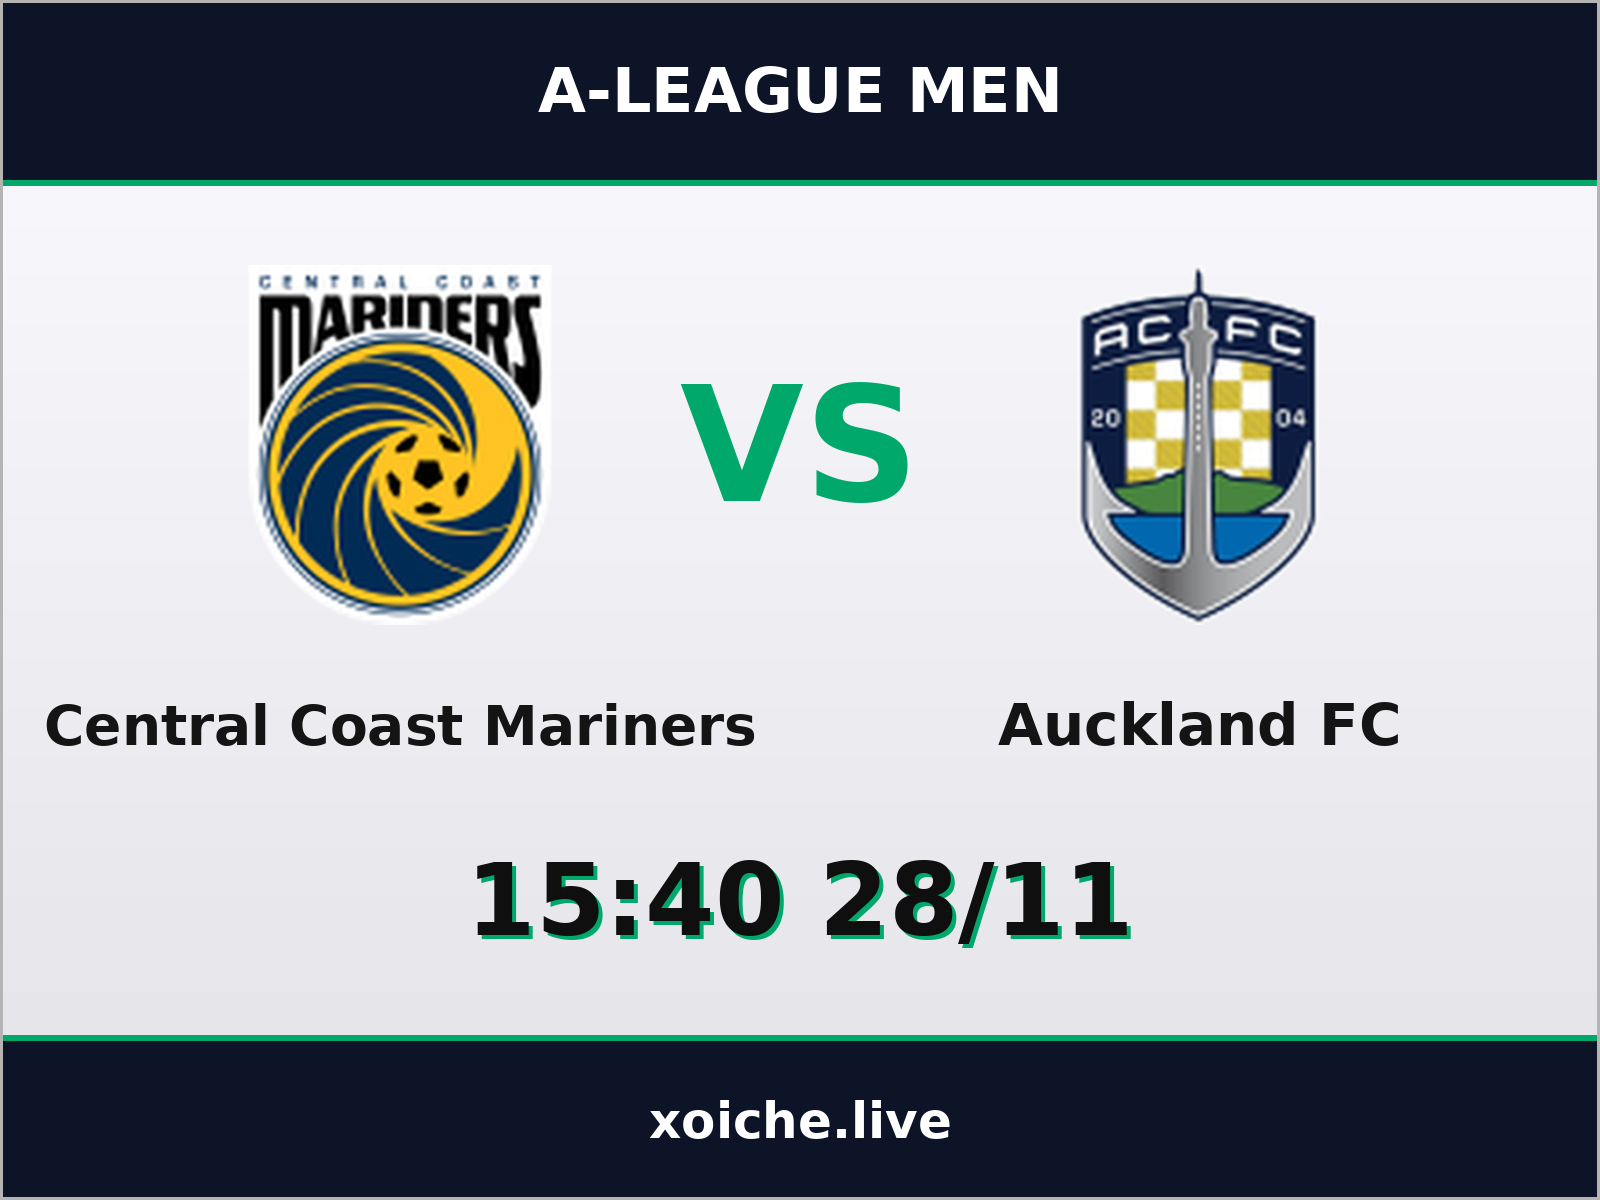 A-LEAGUE MEN
CENTRAL COAST
MARINERS
VS
AC FC
20 04
Central Coast Mariners
Auckland FC
15:40 28/11
xoiche.live